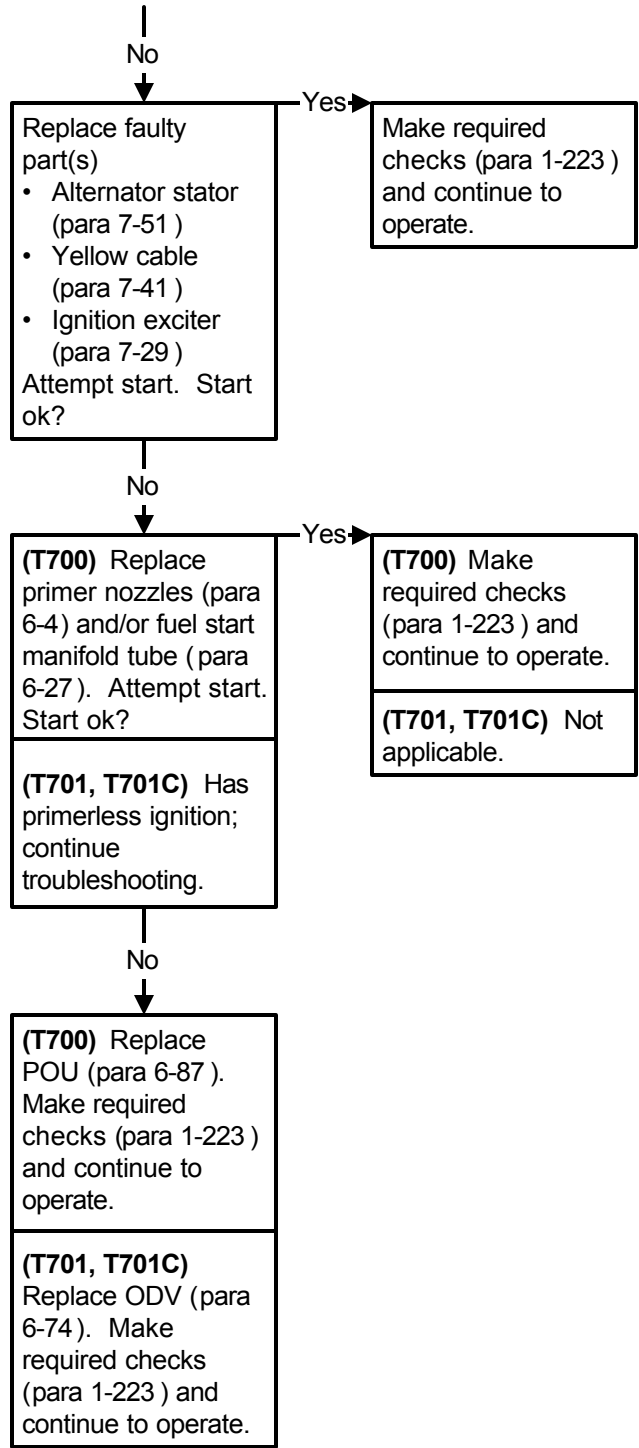 No
Replace faulty
part(s)
• Alternator stator
(para 7-51 )
• Yellow cable
(para 7-41 )
• Ignition exciter
(para 7-29 )
Attempt start.  Start
ok?
Yes
Make required
checks (para 1-223 )
and continue to
operate.
No
(T700)  Replace
primer nozzles (para
6-4 ) and/or fuel start
manifold tube ( para
6-27 ).  Attempt start.
Start ok?
(T701, T701C)  Has
primerless ignition;
continue
troubleshooting.
Yes
(T700)  Make
required checks
(para 1-223 ) and
continue to operate.
(T701, T701C)  Not
applicable.
No
(T700)  Replace
POU (para 6-87 ).
Make required
checks (para 1-223 )
and continue to
operate.
(T701, T701C)
Replace ODV (para
6-74 ).  Make
required checks
(para 1-223 ) and
continue to operate.